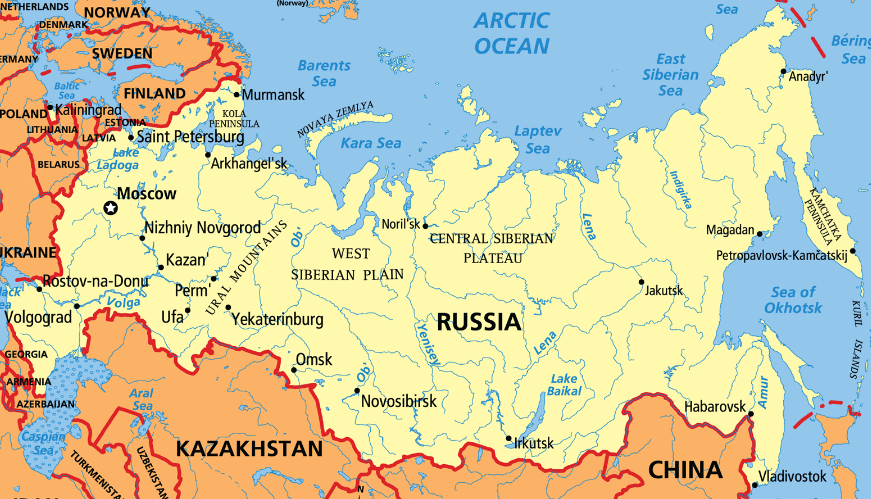 NETHERLANDS
NORWAY
(Norway)
DENMARK
GERMANY
SWEDEN
ARCTIC
OCEAN
Sea
Béring
Sea
Barents
Sea
East
Siberian
Sea
Anadyr'
Baltic
Sea
FINLAND
Murmansk
POLAND
Kaliningrad
KOLA
PENINSULA
NOVAYA ZEMLYA
LITHUANIA
ESTONIA
LATVIA
Saint Petersburg
Kara Sea
Laptev
Sea
BELARUS
Lake
Ladoga
Arkhangel'sk
Indigirka
Moscow
KAMCHATKA
PENINSULA
Nizhniy Novgorod
Ob'
Noril'sk
CENTRAL SIBERIAN
PLATEAU
Lena
Magadan
UKRAINE
WEST
SIBERIAN PLAIN
Petropavlovsk-Kamčatskij
Kazan'
URAL MOUNTAINS
Rostov-na-Donu
Perm'
Jakutsk
Black
Sea
Volga
Sea of
Okhotsk
Volgograd
Ufa
Yekaterinburg
RUSSIA
KURIL ISLANDS
Yenisey
Lena
GEORGIA
Omsk
Ob'
Lake
Baikal
ARMENIA
Aral
Sea
Novosibirsk
Amur
AZERBAIJAN
Habarovsk
Caspian
Sea
KAZAKHSTAN
Irkutsk
CHINA
TURKMENISTAN
UZBEKISTAN
Vladivostok